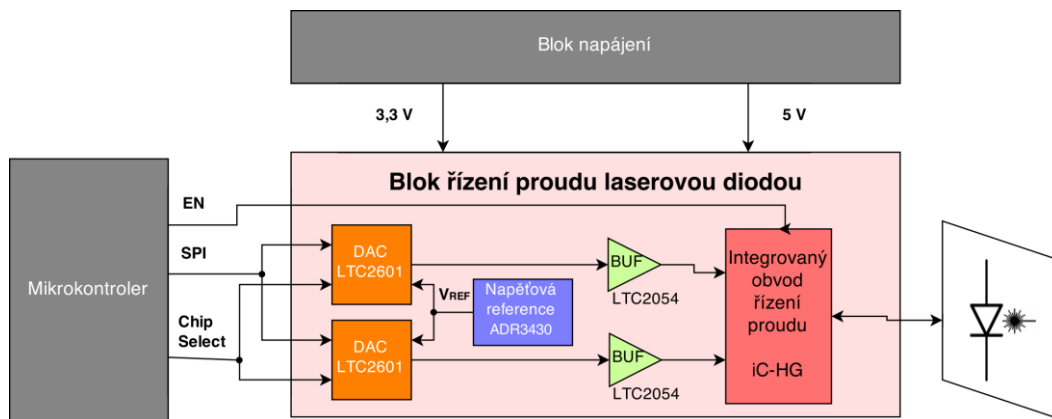 Blok napájení
3,3 V
5 V
Blok řízení proudu laserovou diodou
EN
SPI
Mikrokontroler
Chip
Select
DAC
LTC2601
VREF
Napěťová
reference
ADR3430
DAC
LTC2601
BUF
LTC2054
BUF
LTC2054
Integrovaný
obvod
řízení
proudu
iC-HG